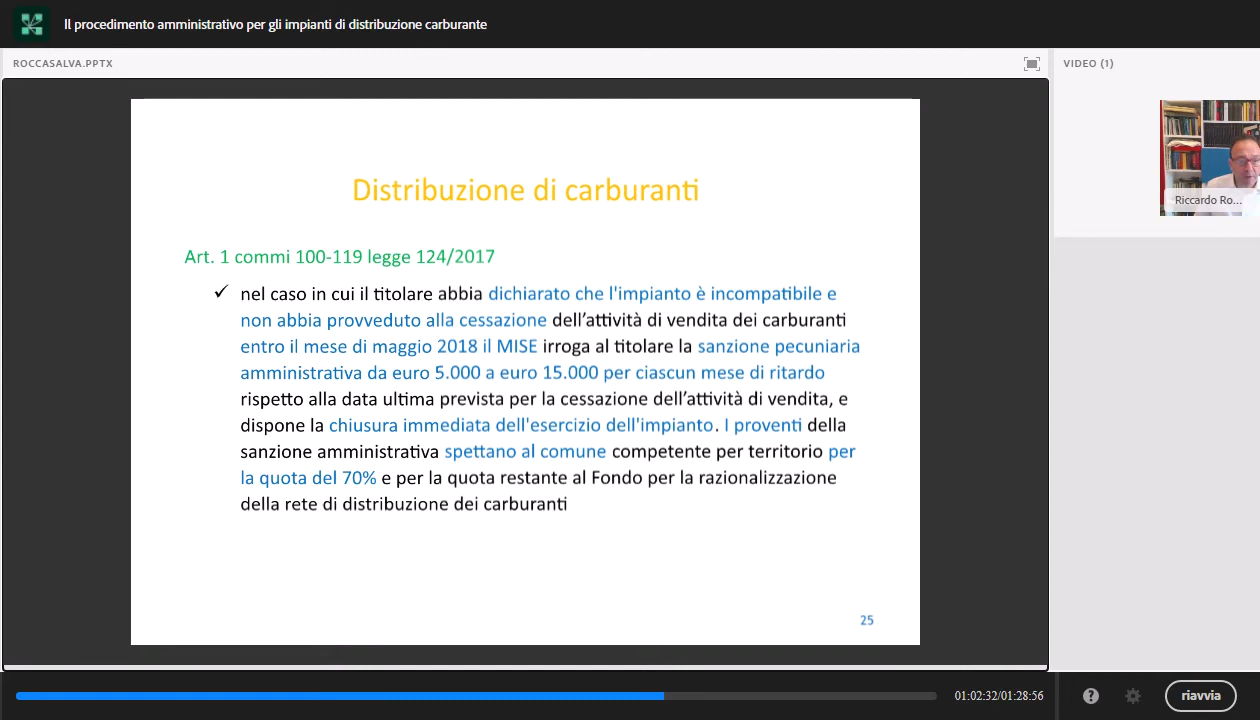 Il procedimento amministrativo per gli impianti di distribuzione carburante
ROCCASALVA.PPTX
VIDEO (1)
Distribuzione di carburanti
Art. 1 commi 100-119 legge 124/2017
✓ nel caso in cui il titolare abbia dichiarato che l'impianto è incompatibile e
non abbia provveduto alla cessazione dell’attività di vendita dei carburanti
entro il mese di maggio 2018 il MISE irroga al titolare la sanzione pecuniaria
amministrativa da euro 5.000 a euro 15.000 per ciascun mese di ritardo
rispetto alla data ultima prevista per la cessazione dell’attività di vendita, e
dispone la chiusura immediata dell'esercizio dell'impianto. I proventi della
sanzione amministrativa spettano al comune competente per territorio per
la quota del 70% e per la quota restante al Fondo per la razionalizzazione
della rete di distribuzione dei carburanti
25
Riccardo Ro...
01:02:32/01:28:56
?
riavvia